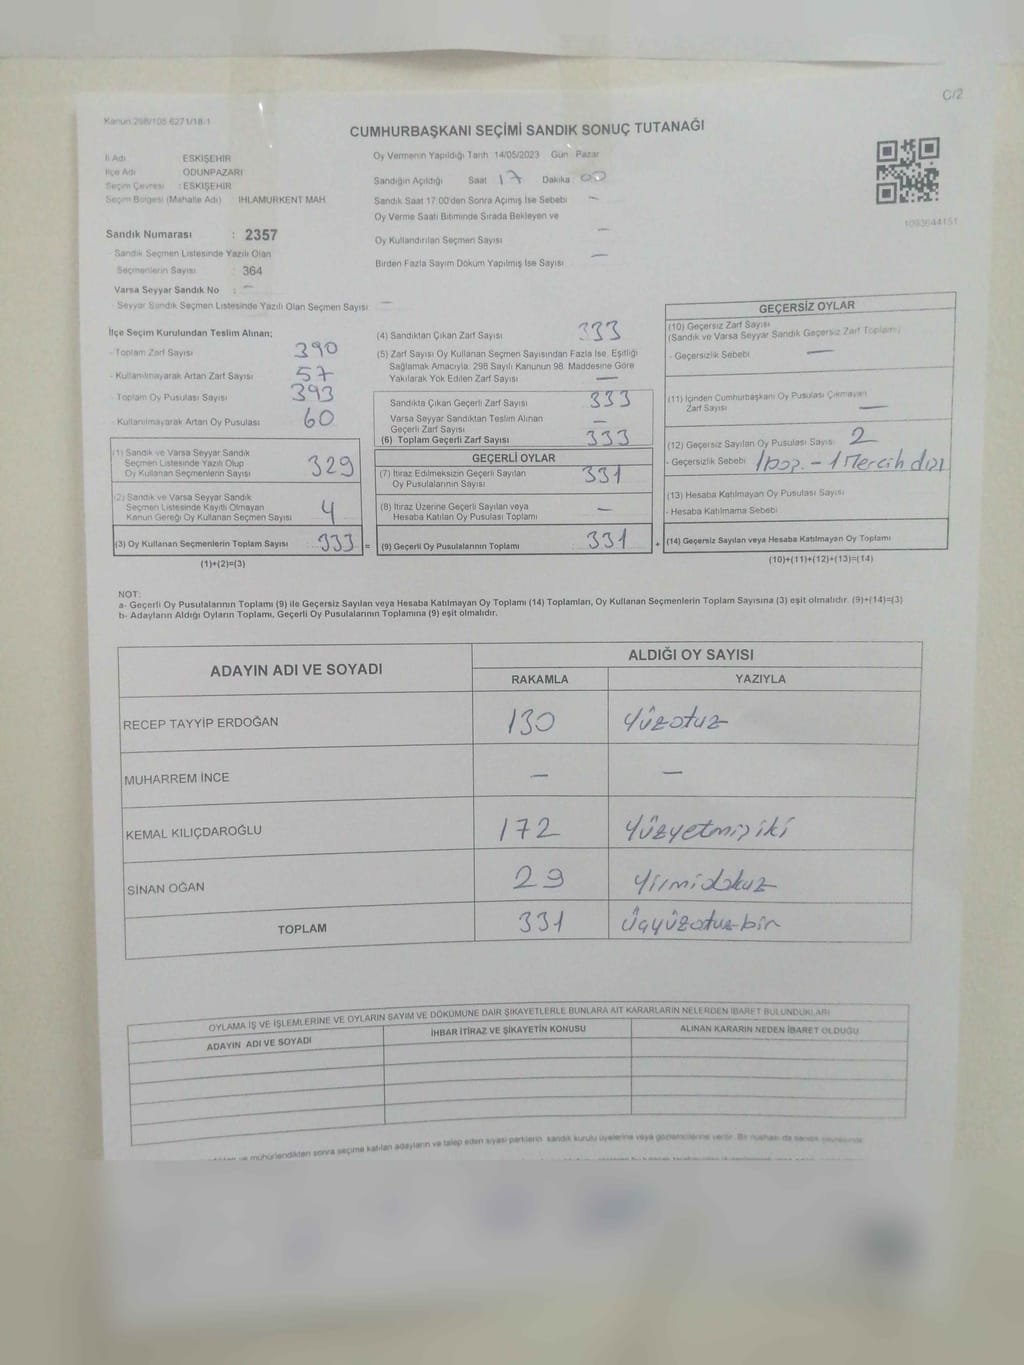 C/2
Kanun 298/105 6271/18.1
CUMHURBAŞKANI SEÇİMİ SANDIK SONUÇ TUTANAĞI
İl Adı ESKİŞEHİR
İlçe Adı ODUNPAZARI
Seçim Çevresi : ESKİŞEHİR
Seçim Bölgesi (Mahalle Adı) IHLAMURKENT MAH
Sandık Numarası : 2357
Sandık Seçmen Listesinde Yazılı Olan
Seçmenlerin Sayısı 364
Varsa Seyyar Sandık No : —
Seyyar Sandık Seçmen Listesinde Yazılı Olan Seçmen Sayısı —
Oy Vermenin Yapıldığı Tarih 14/05/2023 Gün Pazar
Sandığın Açıldığı Saat 17 Dakika : 00
Sandık Saat 17:00'den Sonra Açılmış İse Sebebi —
Oy Verme Saati Bitiminde Sırada Bekleyen ve
Oy Kullandırılan Seçmen Sayısı —
Birden Fazla Sayım Döküm Yapılmış İse Sayısı —
1093644151
İlçe Seçim Kurulundan Teslim Alınan;
- Toplam Zarf Sayısı 390
- Kullanılmayarak Artan Zarf Sayısı 57
- Toplam Oy Pusulası Sayısı 393
- Kullanılmayarak Artan Oy Pusulası 60
(1) Sandık ve Varsa Seyyar Sandık
Seçmen Listesinde Yazılı Olup
Oy Kullanan Seçmenlerin Sayısı 329
(2) Sandık ve Varsa Seyyar Sandık
Seçmen Listesinde Kayıtlı Olmayan
Kanun Gereği Oy Kullanan Seçmen Sayısı 4
(3) Oy Kullanan Seçmenlerin Toplam Sayısı 333 =
(1)+(2)=(3)
(4) Sandıktan Çıkan Zarf Sayısı 333
(5) Zarf Sayısı Oy Kullanan Seçmen Sayısından Fazla İse, Eşitliği
Sağlamak Amacıyla, 298 Sayılı Kanunun 98. Maddesine Göre
Yakılarak Yok Edilen Zarf Sayısı —
Sandıkta Çıkan Geçerli Zarf Sayısı 333
Varsa Seyyar Sandıktan Teslim Alınan
Geçerli Zarf Sayısı —
(6) Toplam Geçerli Zarf Sayısı 333
GEÇERLİ OYLAR
(7) İtiraz Edilmeksizin Geçerli Sayılan
Oy Pusulalarının Sayısı 331
(8) İtiraz Üzerine Geçerli Sayılan veya
Hesaba Katılan Oy Pusulası Toplamı —
(9) Geçerli Oy Pusulalarının Toplamı 331 +
GEÇERSİZ OYLAR
(10) Geçersiz Zarf Sayısı
(Sandık ve Varsa Seyyar Sandık Geçersiz Zarf Toplamı)
- Geçersizlik Sebebi —
(11) İçinden Cumhurbaşkanı Oy Pusulası Çıkmayan
Zarf Sayısı —
(12) Geçersiz Sayılan Oy Pusulası Sayısı 2
- Geçersizlik Sebebi - 1 Mercih dışı
(13) Hesaba Katılmayan Oy Pusulası Sayısı
- Hesaba Katılmama Sebebi
(14) Geçersiz Sayılan veya Hesaba Katılmayan Oy Toplamı
(10)+(11)+(12)+(13)=(14)
NOT:
a- Geçerli Oy Pusulalarının Toplamı (9) ile Geçersiz Sayılan veya Hesaba Katılmayan Oy Toplamı (14) Toplamları, Oy Kullanan Seçmenlerin Toplam Sayısına (3) eşit olmalıdır. (9)+(14)=(3)
b- Adayların Aldığı Oyların Toplamı, Geçerli Oy Pusulalarının Toplamına (9) eşit olmalıdır.
ADAYIN ADI VE SOYADI ALDIĞI OY SAYISI
RAKAMLA YAZIYLA
RECEP TAYYİP ERDOĞAN 130 Yüzotuz
MUHARREM İNCE — —
KEMAL KILIÇDAROĞLU 172 Yüzyetmişiki
SİNAN OĞAN 29 Yirmidokuz
TOPLAM 331 Üçyüzotuzbir
OYLAMA İŞ VE İŞLEMLERİNE VE OYLARIN SAYIM VE DÖKÜMÜNE DAİR ŞİKAYETLERLE BUNLARA AİT KARARLARIN NELERDEN İBARET BULUNDUKLARI
ADAYIN ADI VE SOYADI İHBAR İTİRAZ VE ŞİKAYETİN KONUSU ALINAN KARARIN NEDEN İBARET OLDUĞU
mühürlendikten sonra seçime katılan adayların ve talep eden siyasi partilerin sandık kurulu üyelerine veya gözlemcilerine verilir. Bir nüshası da sandık